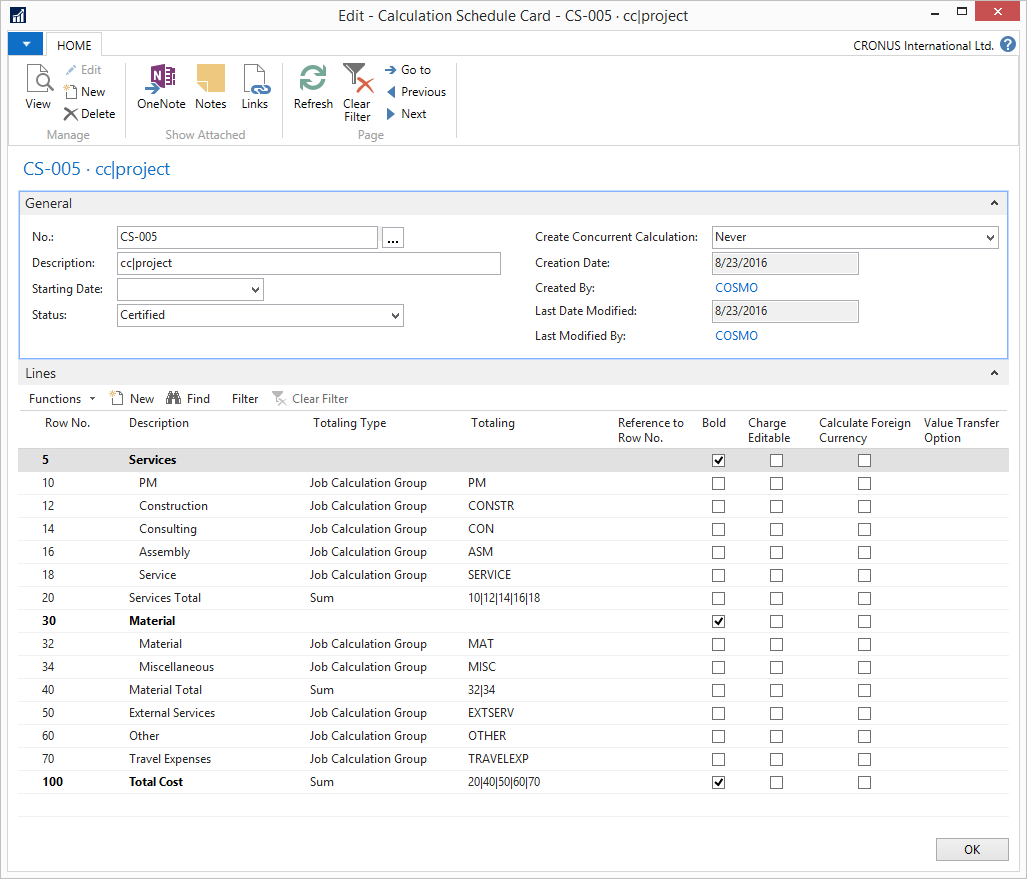 Edit - Calculation Schedule Card - CS-005 · cc|project
HOME
CRONUS International Ltd.
View
Edit
New
Delete
Manage
OneNote
Notes
Links
Show Attached
Refresh
Clear
Filter
Go to
Previous
Next
Page
CS-005 · cc|project
General
No.: CS-005 ...
Description: cc|project
Starting Date:
Status: Certified
Create Concurrent Calculation: Never
Creation Date: 8/23/2016
Created By: COSMO
Last Date Modified: 8/23/2016
Last Modified By: COSMO
Lines
Functions New Find Filter Clear Filter
Row No. Description Totaling Type Totaling Reference to Row No. Bold Charge Editable Calculate Foreign Currency Value Transfer Option
5 Services
10 PM Job Calculation Group PM
12 Construction Job Calculation Group CONSTR
14 Consulting Job Calculation Group CON
16 Assembly Job Calculation Group ASM
18 Service Job Calculation Group SERVICE
20 Services Total Sum 10|12|14|16|18
30 Material
32 Material Job Calculation Group MAT
34 Miscellaneous Job Calculation Group MISC
40 Material Total Sum 32|34
50 External Services Job Calculation Group EXTSERV
60 Other Job Calculation Group OTHER
70 Travel Expenses Job Calculation Group TRAVELEXP
100 Total Cost Sum 20|40|50|60|70
OK